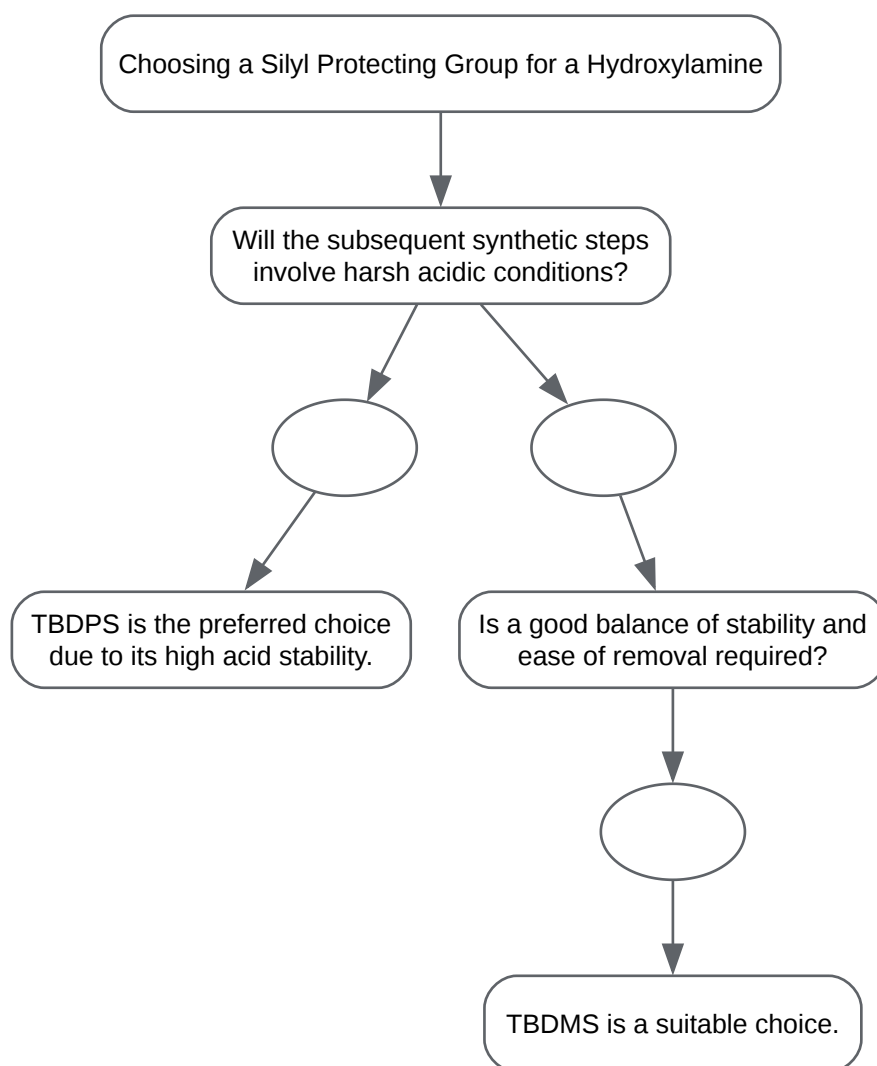 Choosing a Silyl Protecting Group for a Hydroxylamine
Will the subsequent synthetic steps
involve harsh acidic conditions?
TBDPS is the preferred choice
due to its high acid stability.
Is a good balance of stability and
ease of removal required?
TBDMS is a suitable choice.